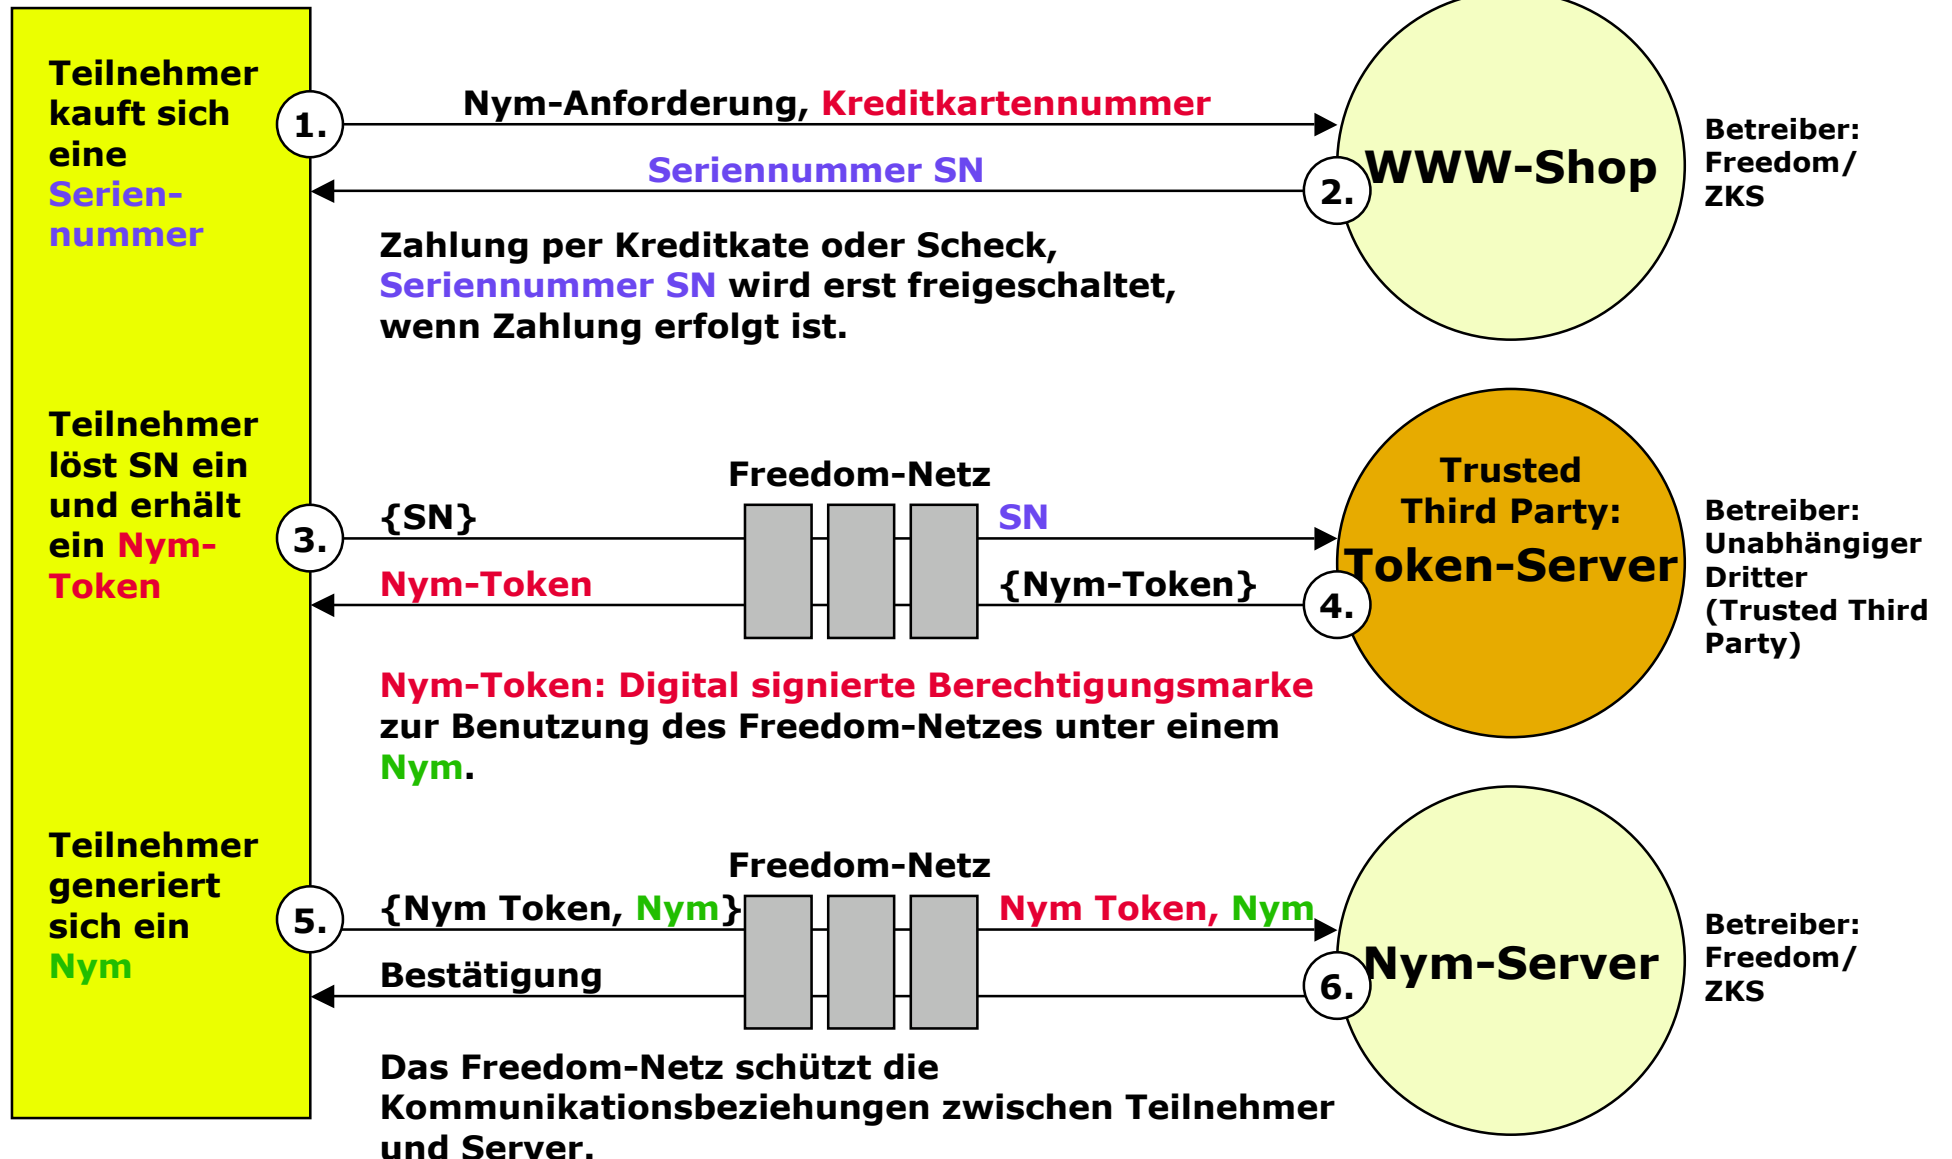 Teilnehmer
kauft sich
eine
Serien-
nummer
1.
Nym-Anforderung, Kreditkartennummer
Seriennummer SN
2.
WWW-Shop
Betreiber:
Freedom/
ZKS
Zahlung per Kreditkate oder Scheck,
Seriennummer SN wird erst freigeschaltet,
wenn Zahlung erfolgt ist.
Teilnehmer
löst SN ein
und erhält
ein Nym-
Token
3.
{SN}
Freedom-Netz
SN
Nym-Token
{Nym-Token}
4.
Trusted
Third Party:
Token-Server
Betreiber:
Unabhängiger
Dritter
(Trusted Third
Party)
Nym-Token: Digital signierte Berechtigungsmarke
zur Benutzung des Freedom-Netzes unter einem
Nym.
Teilnehmer
generiert
sich ein
Nym
5.
{Nym Token, Nym}
Freedom-Netz
Nym Token, Nym
Bestätigung
6.
Nym-Server
Betreiber:
Freedom/
ZKS
Das Freedom-Netz schützt die
Kommunikationsbeziehungen zwischen Teilnehmer
und Server.